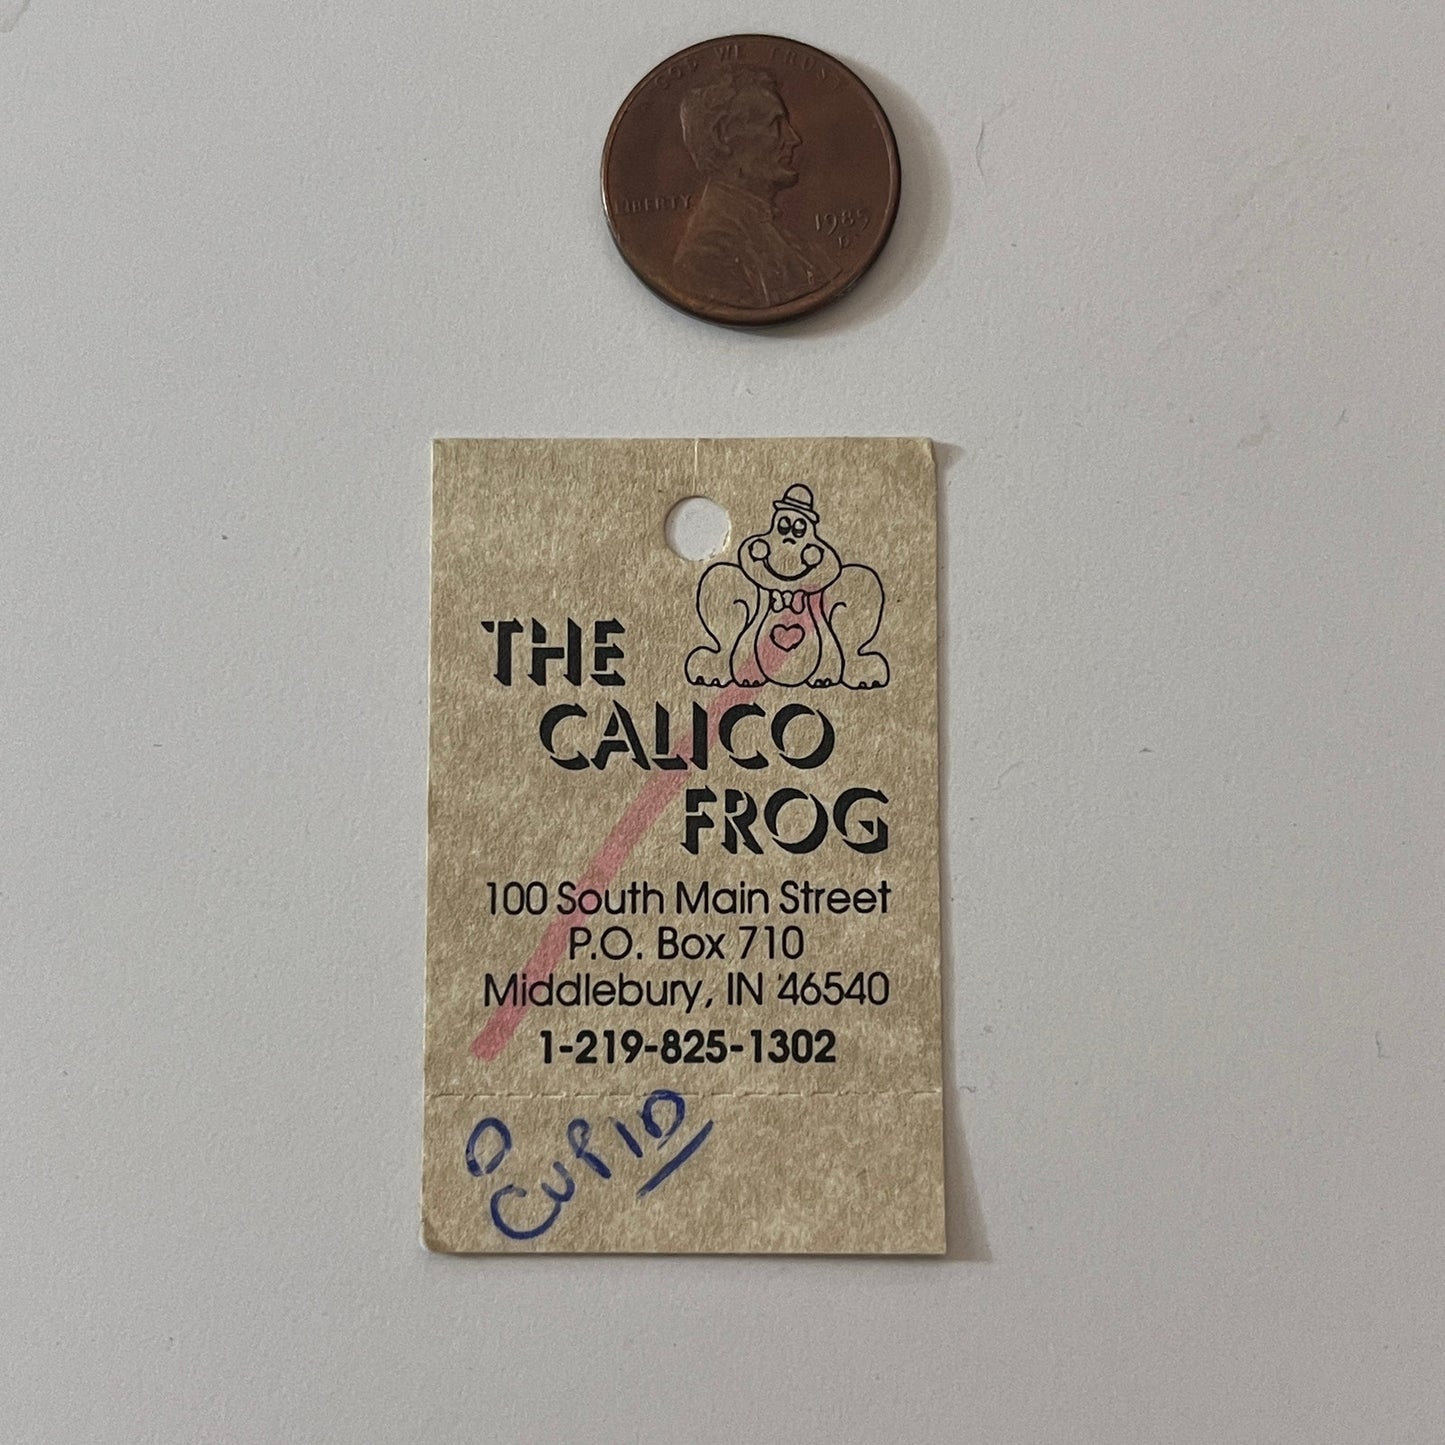 IN GOD WE TRUST
LIBERTY
1985
D
THE
CALICO
FROG
100 South Main Street
P.O. Box 710
Middlebury, IN 46540
1-219-825-1302
D
CUPID